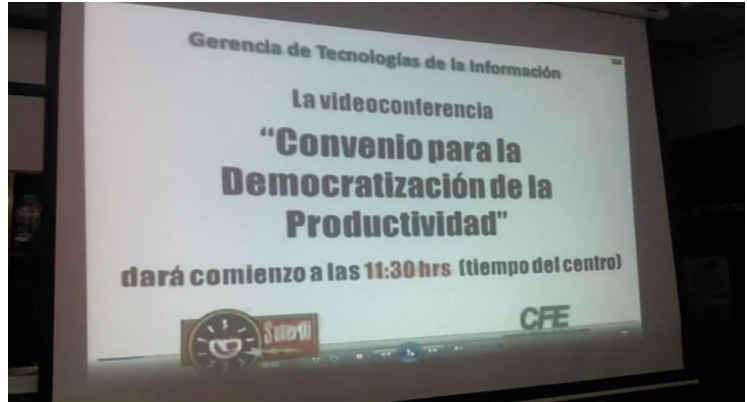 Gerencia de Tecnologías de la Información
La videoconferencia
“Convenio para la
Democratización de la
Productividad”
dará comienzo a las 11:30 hrs (tiempo del centro)
CFE